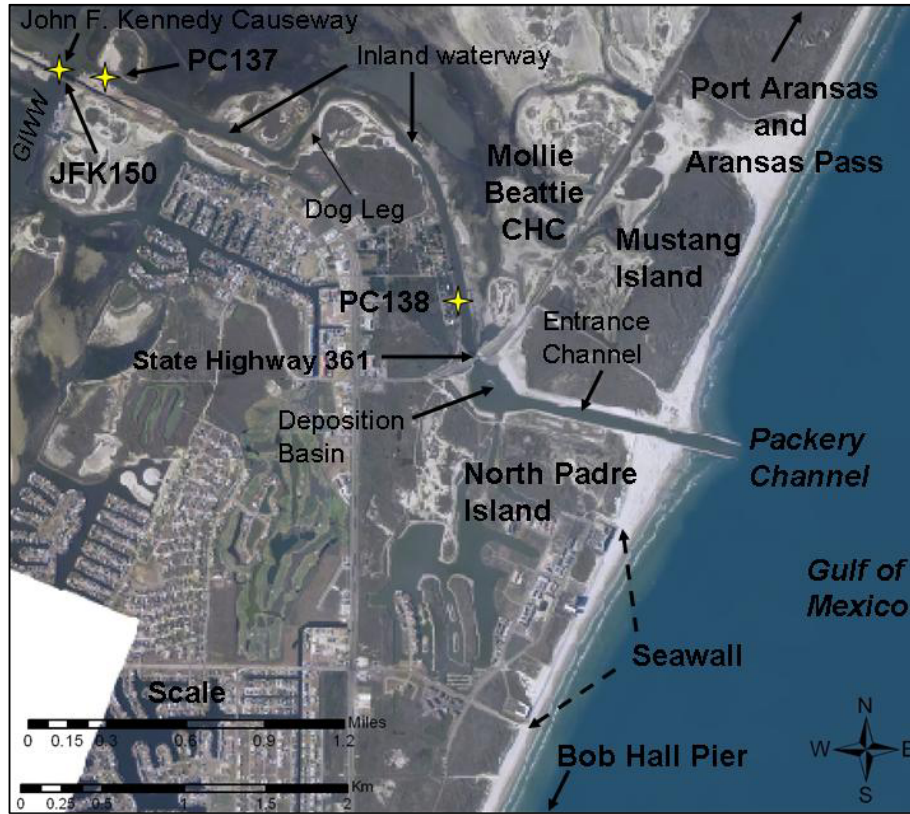 John F. Kennedy Causeway
PC137
Inland waterway
GIWW
JFK150
Dog Leg
Port Aransas
and
Aransas Pass
Mollie
Beattie
CHC
Mustang
Island
PC138
Entrance
Channel
State Highway 361
Deposition
Basin
Packery
Channel
North Padre
Island
Gulf of
Mexico
Seawall
Scale
Miles
0 0.15 0.3 0.6 0.9 1.2
Km
0 0.25 0.5 1 1.5 2
Bob Hall Pier
N
W E
S